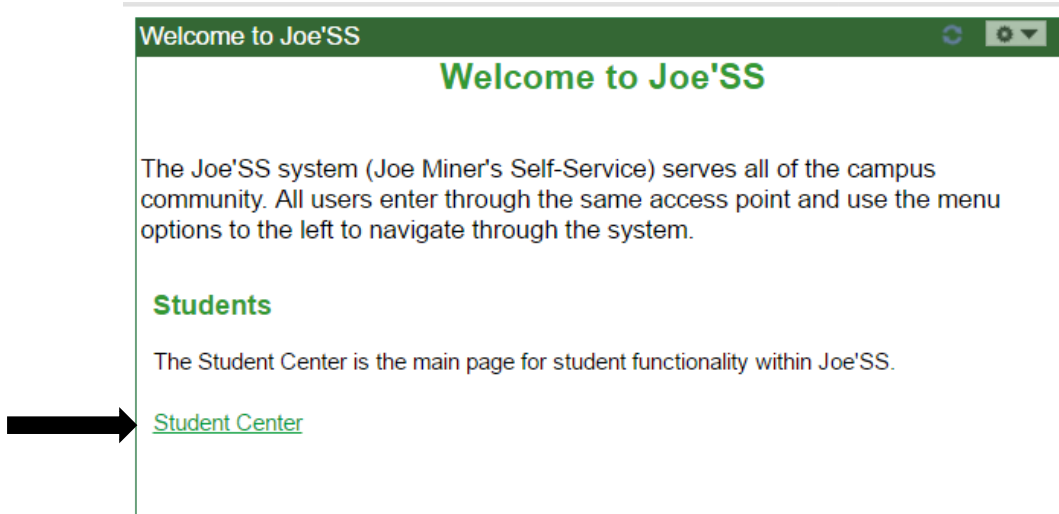 Welcome to Joe'SS
Welcome to Joe'SS
The Joe'SS system (Joe Miner's Self-Service) serves all of the campus
community. All users enter through the same access point and use the menu
options to the left to navigate through the system.
Students
The Student Center is the main page for student functionality within Joe'SS.
Student Center